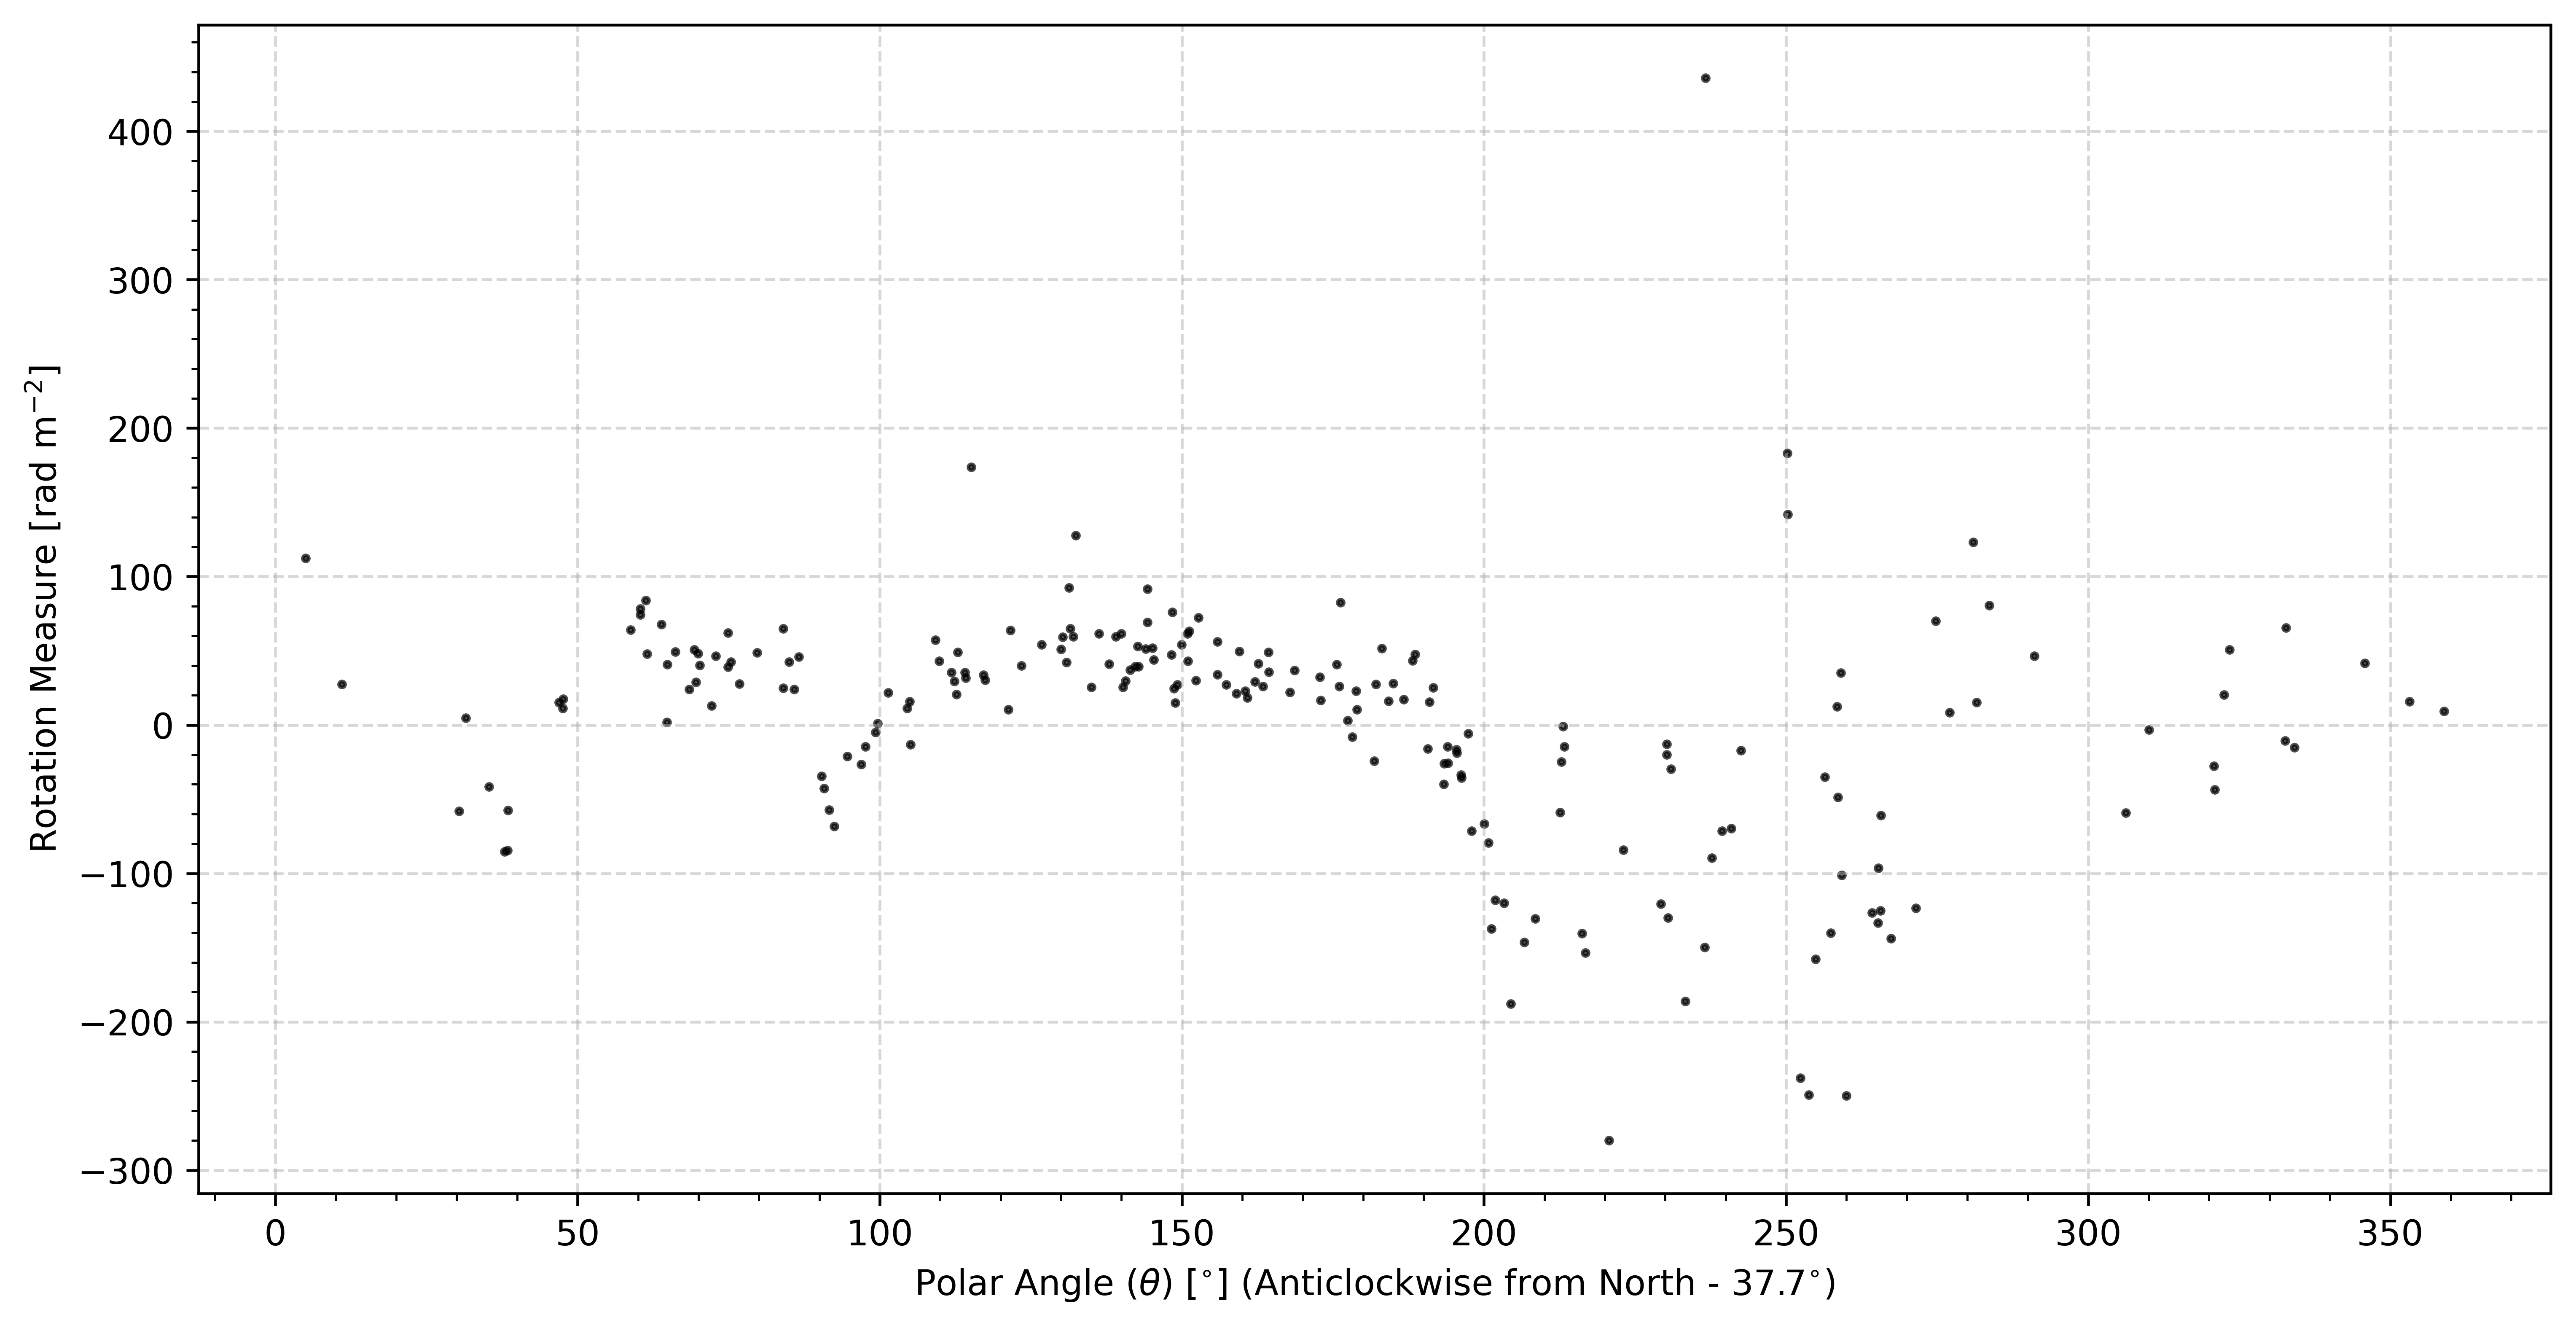 400
300
200
100
0
−100
−200
−300
Rotation Measure [rad m⁻²]
0 50 100 150 200 250 300 350
Polar Angle (θ) [°] (Anticlockwise from North - 37.7°)